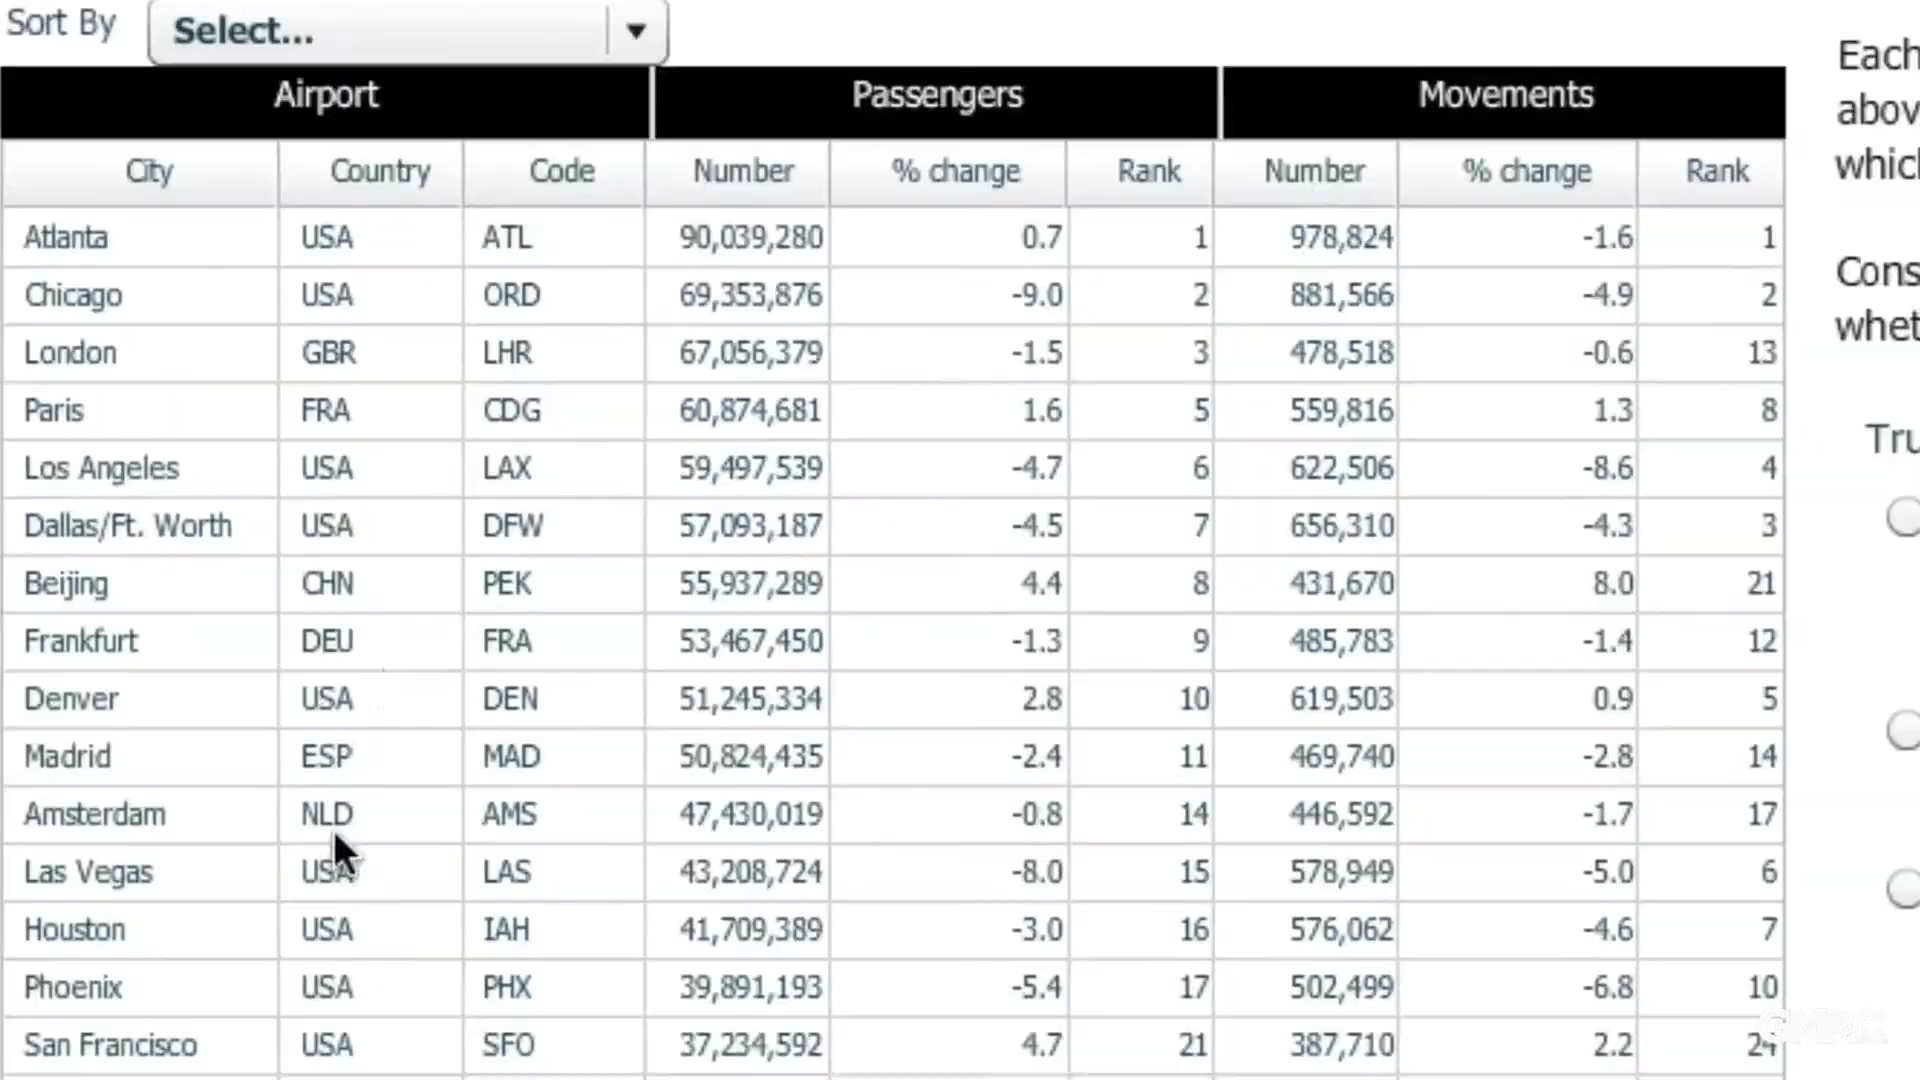 Sort By Select...
Airport Passengers Movements
City Country Code Number % change Rank Number % change Rank
Atlanta USA ATL 90,039,280 0.7 1 978,824 -1.6 1
Chicago USA ORD 69,353,876 -9.0 2 881,566 -4.9 2
London GBR LHR 67,056,379 -1.5 3 478,518 -0.6 13
Paris FRA CDG 60,874,681 1.6 5 559,816 1.3 8
Los Angeles USA LAX 59,497,539 -4.7 6 622,506 -8.6 4
Dallas/Ft. Worth USA DFW 57,093,187 -4.5 7 656,310 -4.3 3
Beijing CHN PEK 55,937,289 4.4 8 431,670 8.0 21
Frankfurt DEU FRA 53,467,450 -1.3 9 485,783 -1.4 12
Denver USA DEN 51,245,334 2.8 10 619,503 0.9 5
Madrid ESP MAD 50,824,435 -2.4 11 469,740 -2.8 14
Amsterdam NLD AMS 47,430,019 -0.8 14 446,592 -1.7 17
Las Vegas USA LAS 43,208,724 -8.0 15 578,949 -5.0 6
Houston USA IAH 41,709,389 -3.0 16 576,062 -4.6 7
Phoenix USA PHX 39,891,193 -5.4 17 502,499 -6.8 10
San Francisco USA SFO 37,234,592 4.7 21 387,710 2.2 24
Each
abov
which
Cons
whet
Tru